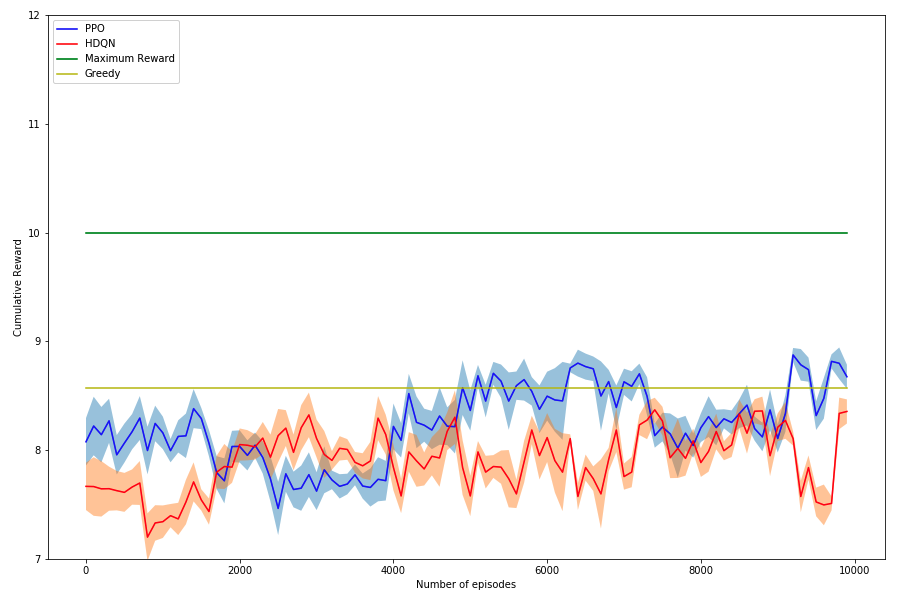 PPO
HDQN
Maximum Reward
Greedy
12
11
10
9
8
7
Cumulative Reward
0
2000
4000
6000
8000
10000
Number of episodes